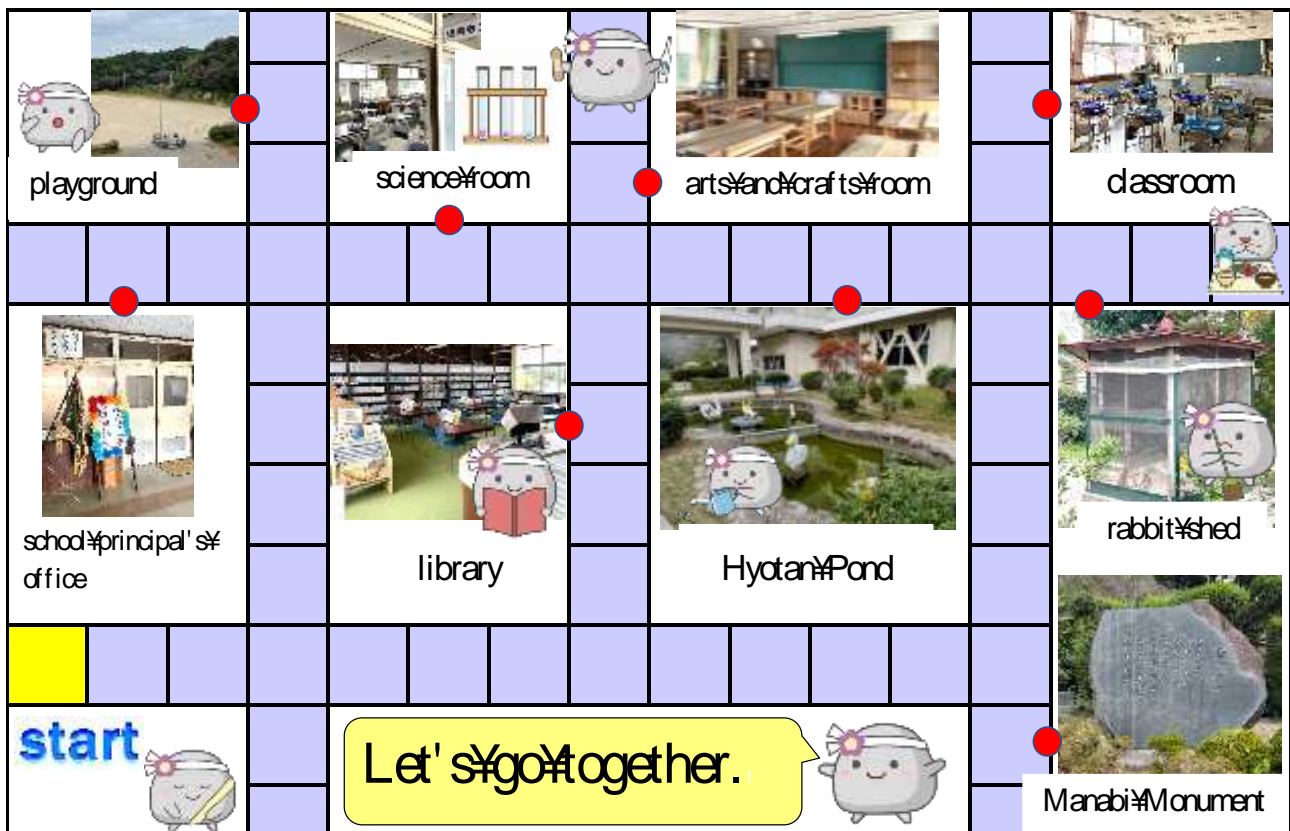 playground
science¥room
arts¥and¥crafts¥room
classroom
school¥principal's¥
office
library
Hyotan¥Pond
rabbit¥shed
start
Let's¥go¥together.
Manabi¥Monument